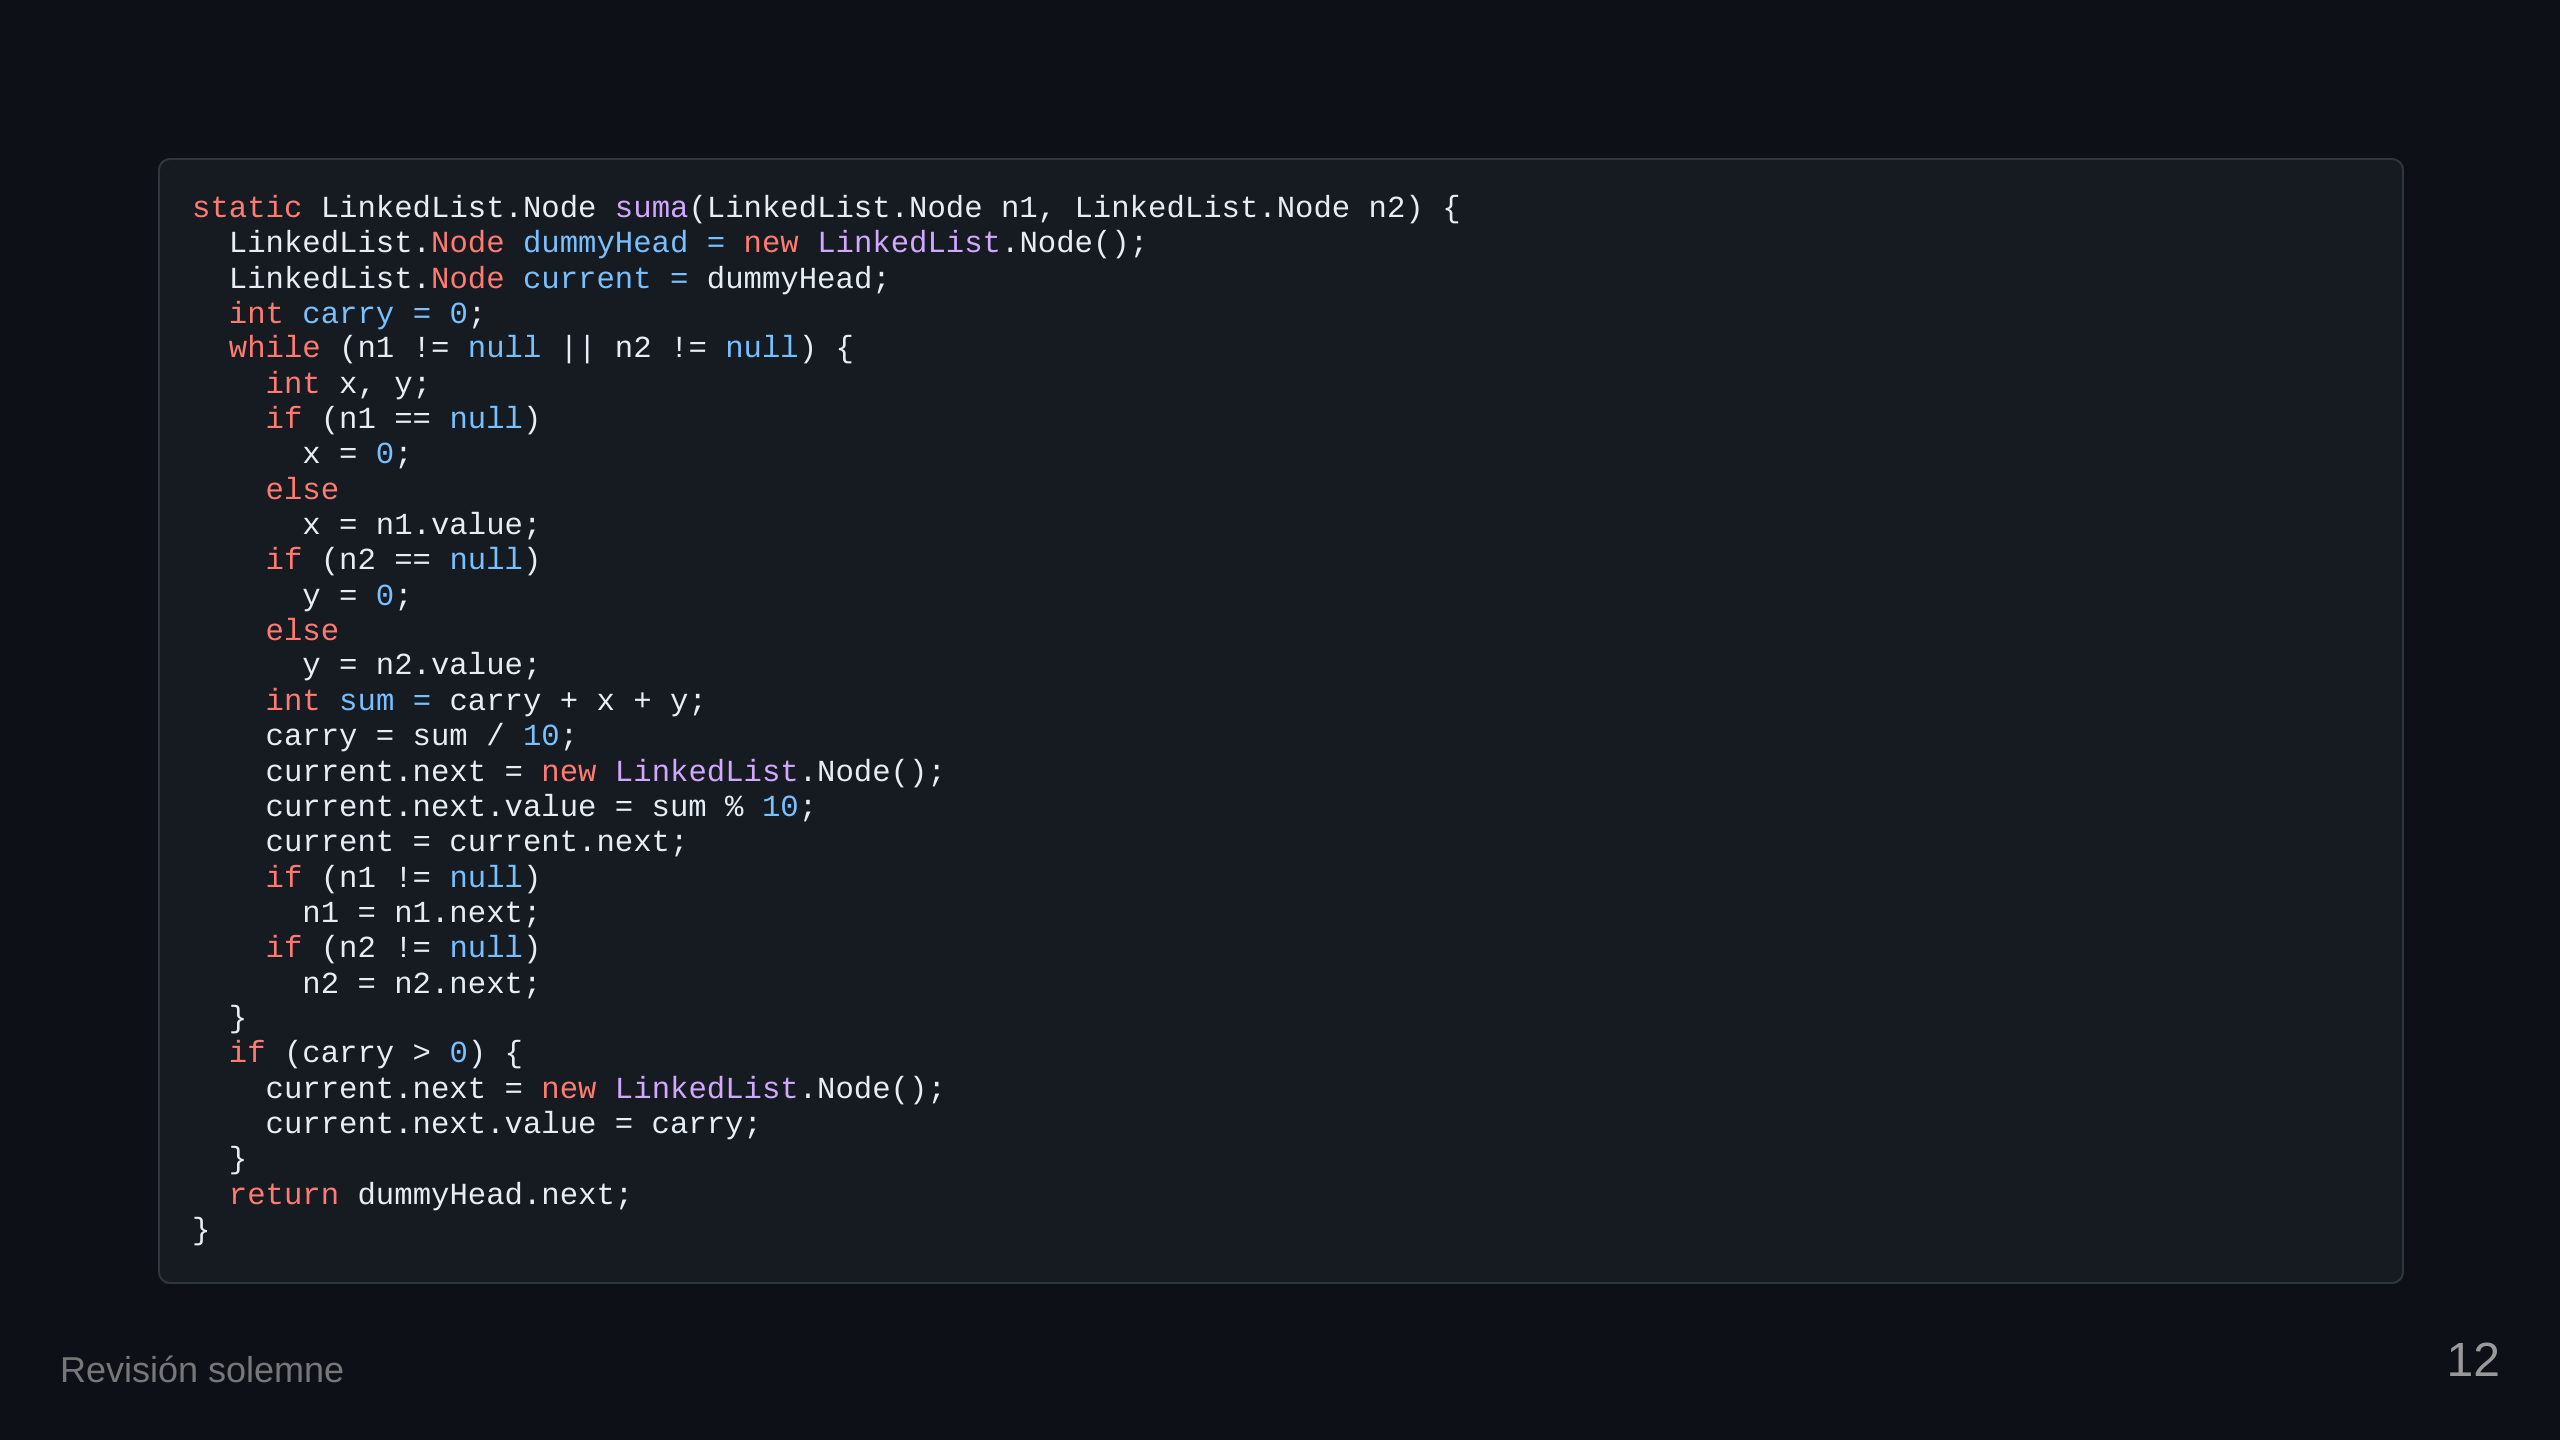 static LinkedList.Node suma(LinkedList.Node n1, LinkedList.Node n2) {
  LinkedList.Node dummyHead = new LinkedList.Node();
  LinkedList.Node current = dummyHead;
  int carry = 0;
  while (n1 != null || n2 != null) {
    int x, y;
    if (n1 == null)
      x = 0;
    else
      x = n1.value;
    if (n2 == null)
      y = 0;
    else
      y = n2.value;
    int sum = carry + x + y;
    carry = sum / 10;
    current.next = new LinkedList.Node();
    current.next.value = sum % 10;
    current = current.next;
    if (n1 != null)
      n1 = n1.next;
    if (n2 != null)
      n2 = n2.next;
  }
  if (carry > 0) {
    current.next = new LinkedList.Node();
    current.next.value = carry;
  }
  return dummyHead.next;
}
Revisión solemne
12